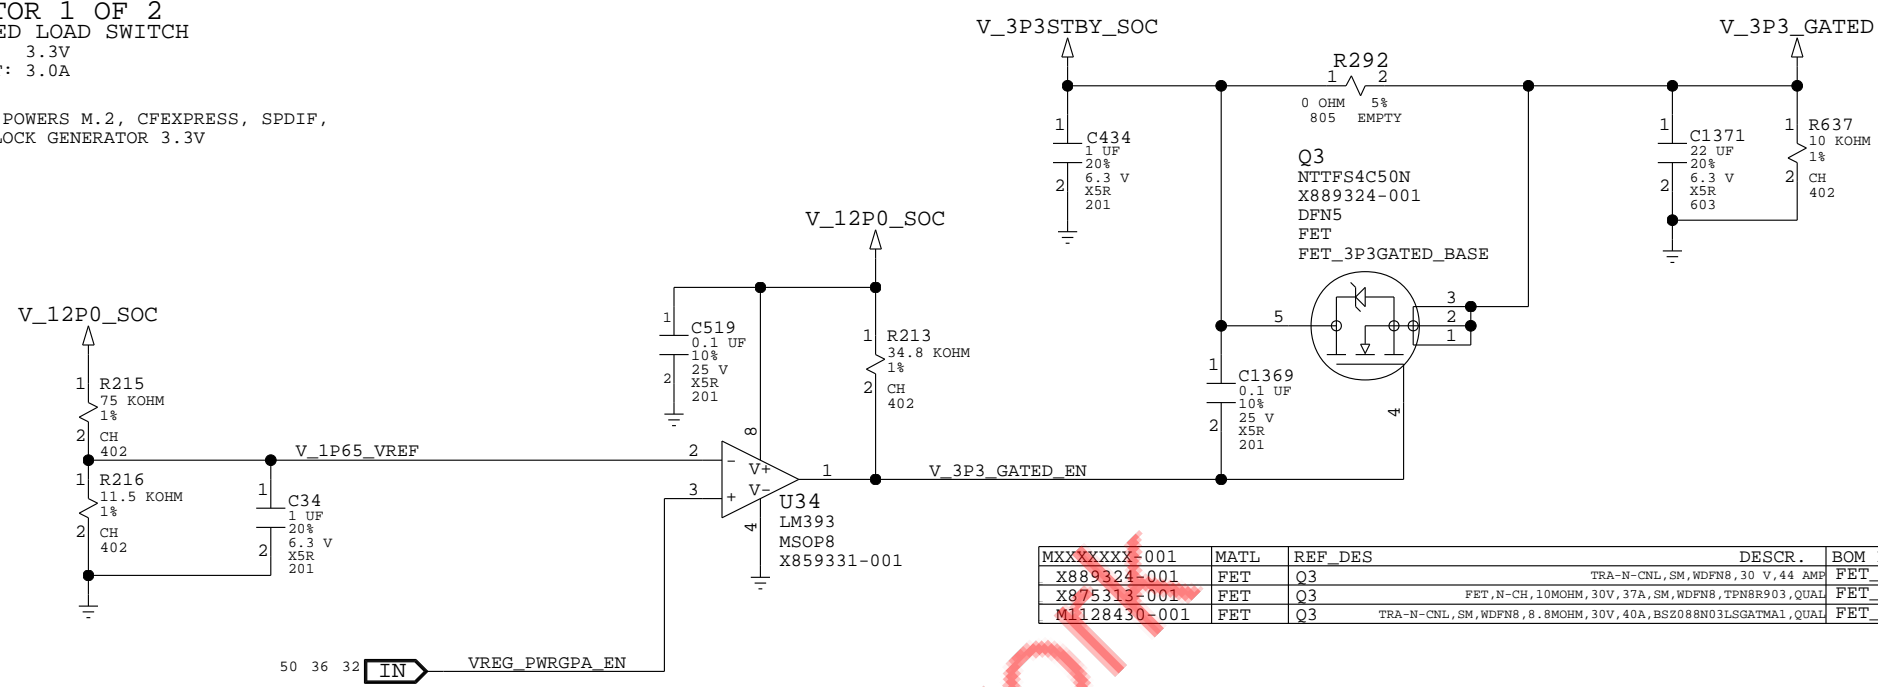 TOR 1 OF 2
ED LOAD SWITCH
3.3V
T: 3.0A
POWERS M.2, CFEXPRESS, SPDIF,
LOCK GENERATOR 3.3V
V_3P3STBY_SOC
V_3P3_GATED
R292
1 2
0 OHM 5%
805 EMPTY
1
C434
1 UF
20%
6.3 V
2
X5R
201
Q3
NTTFS4C50N
X889324-001
DFN5
FET
FET_3P3GATED_BASE
1
C1371
22 UF
20%
6.3 V
2
X5R
603
1 R637
10 KOHM
1%
2 CH
402
5
3
2
1
4
1
C1369
0.1 UF
10%
25 V
2
X5R
201
V_12P0_SOC
1
C519
0.1 UF
10%
25 V
2
X5R
201
1 R213
34.8 KOHM
1%
2 CH
402
V_12P0_SOC
1 R215
75 KOHM
1%
2 CH
402
V_1P65_VREF
1 R216
11.5 KOHM
1%
2 CH
402
1
C34
1 UF
20%
6.3 V
2
X5R
201
2
3
8
- V+
+ V-
4
1
V_3P3_GATED_EN
U34
LM393
MSOP8
X859331-001
50 36 32 IN VREG_PWRGPA_EN
MXXXXXXX-001 MATL REF_DES DESCR. BOM
X889324-001 FET Q3 TRA-N-CNL,SM,WDFN8,30 V,44 AMP FET_
X875313-001 FET Q3 FET,N-CH,10MOHM,30V,37A,SM,WDFN8,TPN8R903,QUAL FET_
M1128430-001 FET Q3 TRA-N-CNL,SM,WDFN8,8.8MOHM,30V,40A,BSZ088N03LSGATMA1,QUAL FET_
ork